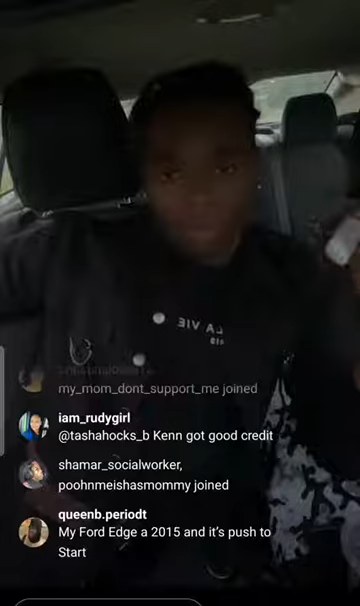 LA VIE
my_mom_dont_support_me joined
iam_rudygirl
@tashahocks_b Kenn got good credit
shamar_socialworker,
poohnmeishasmommy joined
queenb.periodt
My Ford Edge a 2015 and it's push to
Start